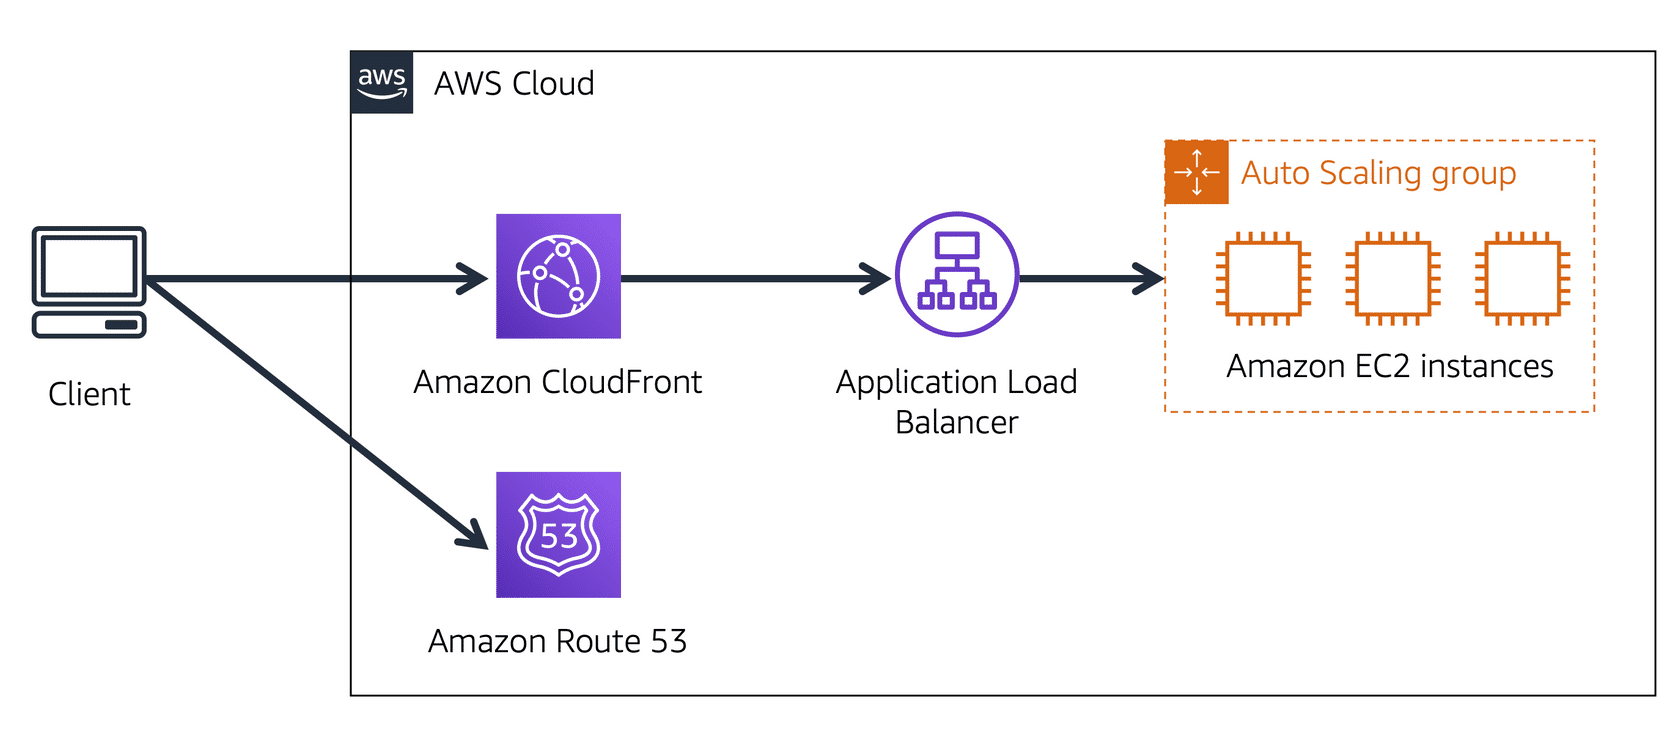 aws
AWS Cloud
Auto Scaling group
Amazon EC2 instances
Client
Amazon CloudFront
Application Load
Balancer
53
Amazon Route 53